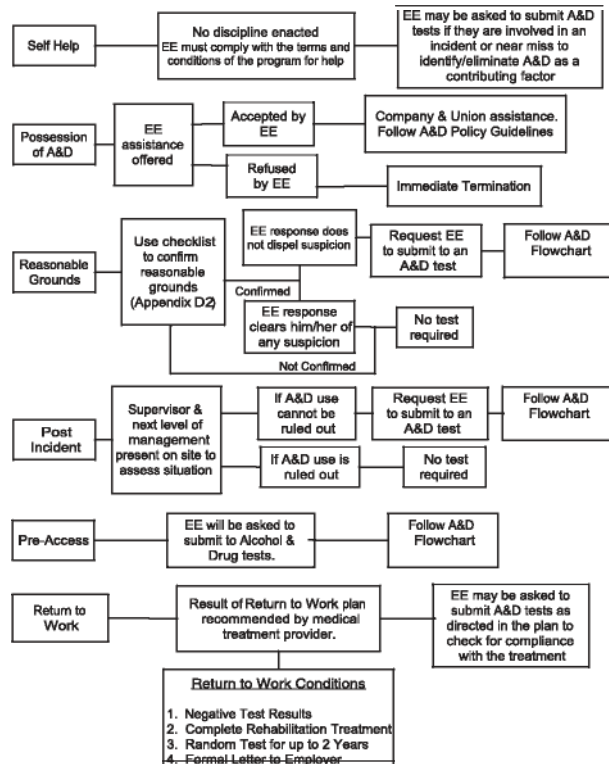 Self Help
No discipline enacted
EE must comply with the terms and
conditions of the program for help
EE may be asked to submit A&D
tests if they are involved in an
incident or near miss to
identify/eliminate A&D as a
contributing factor
Possession
of A&D
EE
assistance
offered
Accepted by
EE
Company & Union assistance.
Follow A&D Policy Guidelines
Refused
by EE
Immediate Termination
Reasonable
Grounds
Use checklist
to confirm
reasonable
grounds
(Appendix D2)
Confirmed
Not Confirmed
EE response does
not dispel suspicion
Request EE
to submit to an
A&D test
Follow A&D
Flowchart
EE response
clears him/her of
any suspicion
No test
required
Post
Incident
Supervisor &
next level of
management
present on site to
assess situation
If A&D use
cannot be
ruled out
Request EE
to submit to an
A&D test
Follow A&D
Flowchart
If A&D use is
ruled out
No test
required
Pre-Access
EE will be asked to
submit to Alcohol &
Drug tests.
Follow A&D
Flowchart
Return to
Work
Result of Return to Work plan
recommended by medical
treatment provider.
EE may be asked to
submit A&D tests as
directed in the plan to
check for compliance
with the treatment
Return to Work Conditions
1. Negative Test Results
2. Complete Rehabilitation Treatment
3. Random Test for up to 2 Years
4. Formal Letter to Employer